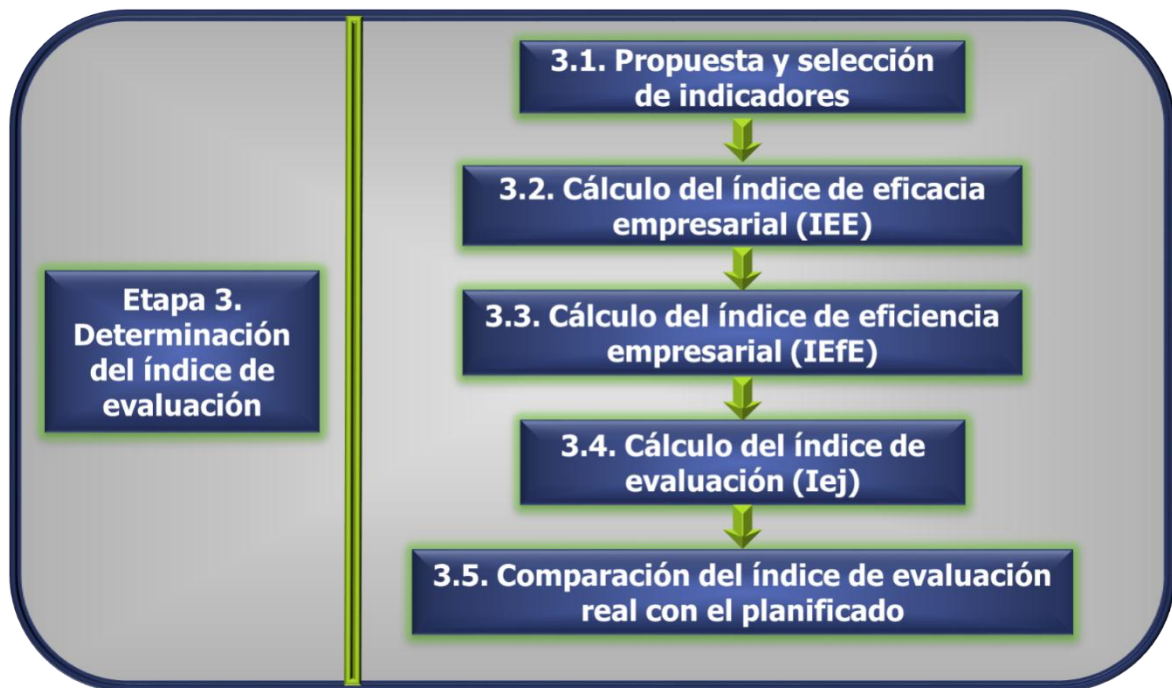 Etapa 3.
Determinación
del índice de
evaluación
3.1. Propuesta y selección
de indicadores
3.2. Cálculo del índice de eficacia
empresarial (IEE)
3.3. Cálculo del índice de eficiencia
empresarial (IEfE)
3.4. Cálculo del índice de
evaluación (Iej)
3.5. Comparación del índice de evaluación
real con el planificado